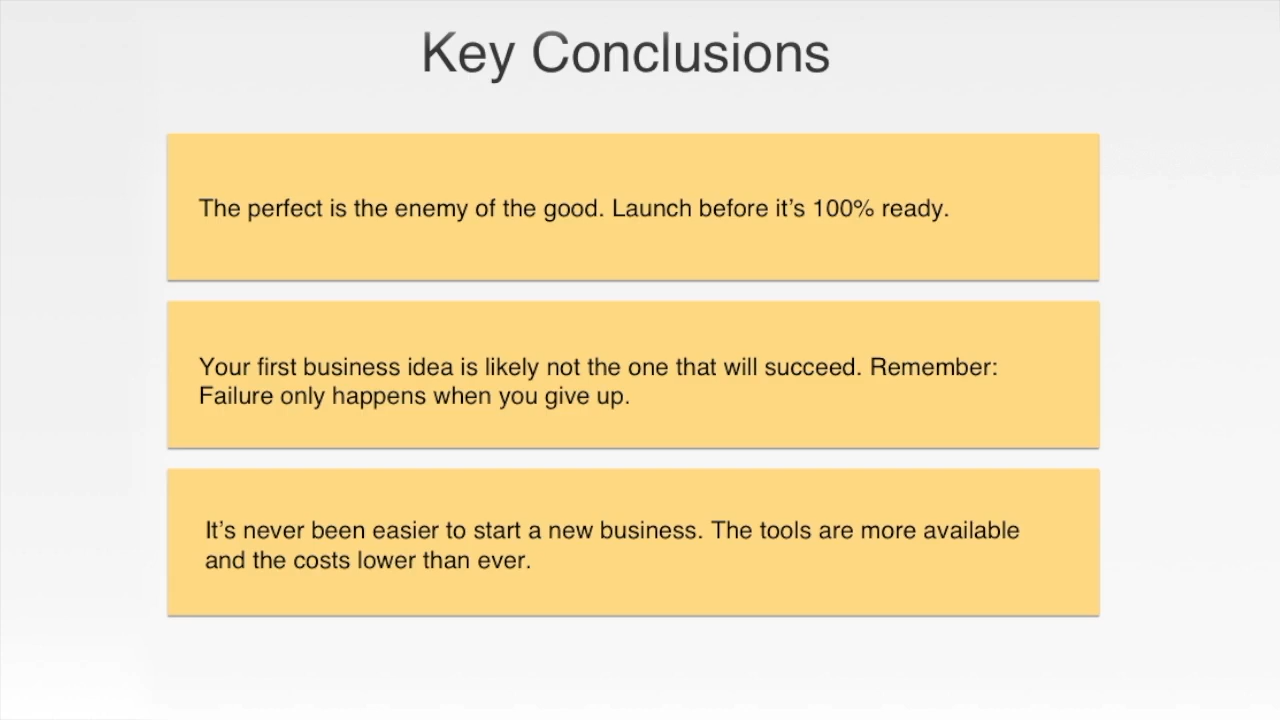 Key Conclusions
The perfect is the enemy of the good. Launch before it’s 100% ready.
Your first business idea is likely not the one that will succeed. Remember:
Failure only happens when you give up.
It’s never been easier to start a new business. The tools are more available
and the costs lower than ever.